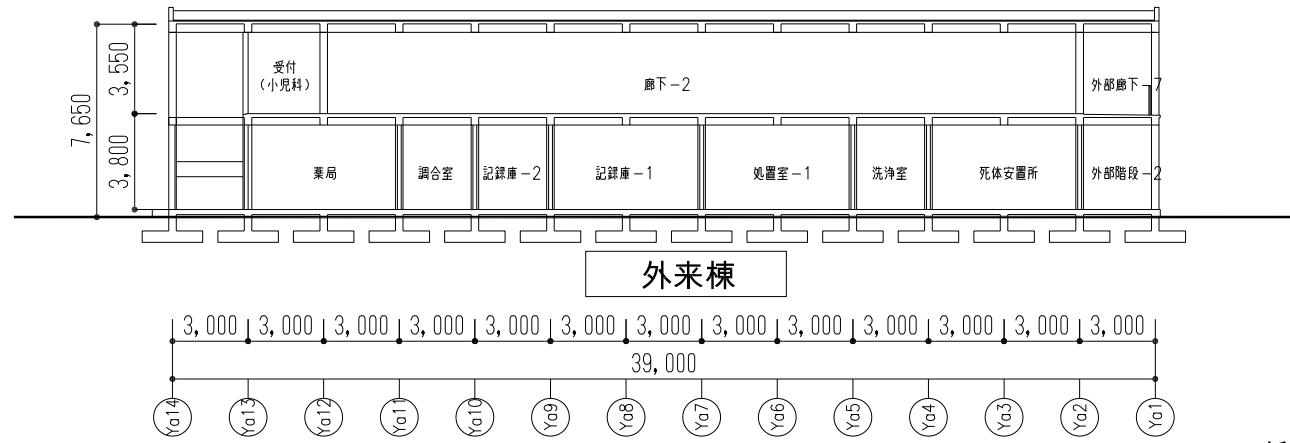 7,650
3,550
3,800
受付
(小児科)
廊下-2
外部廊下-7
薬局
調合室
記録庫-2
記録庫-1
処置室-1
洗浄室
死体安置所
外部階段-2
外来棟
3,000 3,000 3,000 3,000 3,000 3,000 3,000 3,000 3,000 3,000 3,000 3,000 3,000
39,000
Ya14 Ya13 Ya12 Ya11 Ya10 Ya9 Ya8 Ya7 Ya6 Ya5 Ya4 Ya3 Ya2 Ya1